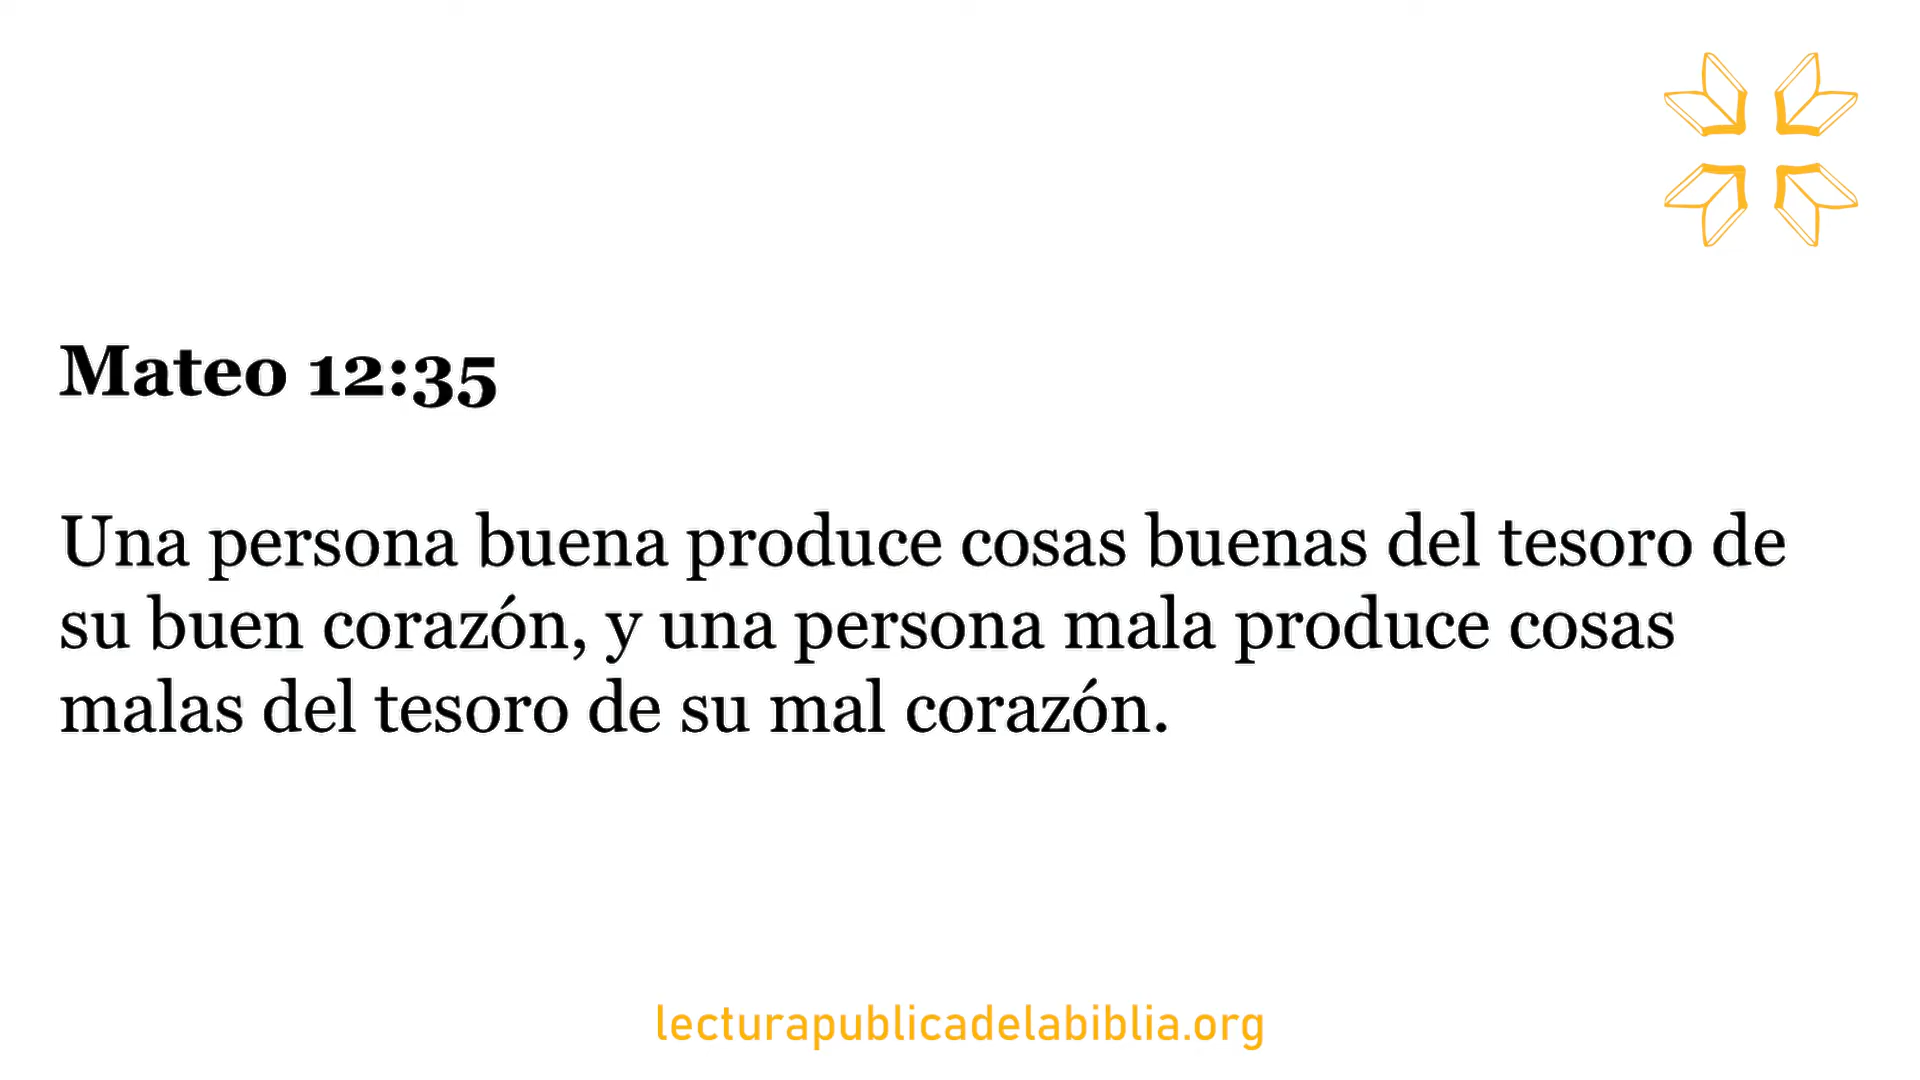 Mateo 12:35
Una persona buena produce cosas buenas del tesoro de
su buen corazón, y una persona mala produce cosas
malas del tesoro de su mal corazón.
lecturapublicadelabiblia.org